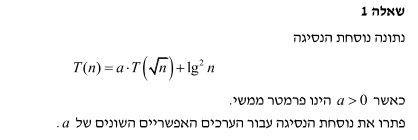 שאלה 1
נתונה נוסחת הנסיגה
T(n) = a · T(√n) + lg² n
כאשר a > 0 הינו פרמטר ממשי.
פתרו את נוסחת הנסיגה עבור הערכים האפשריים השונים של a.